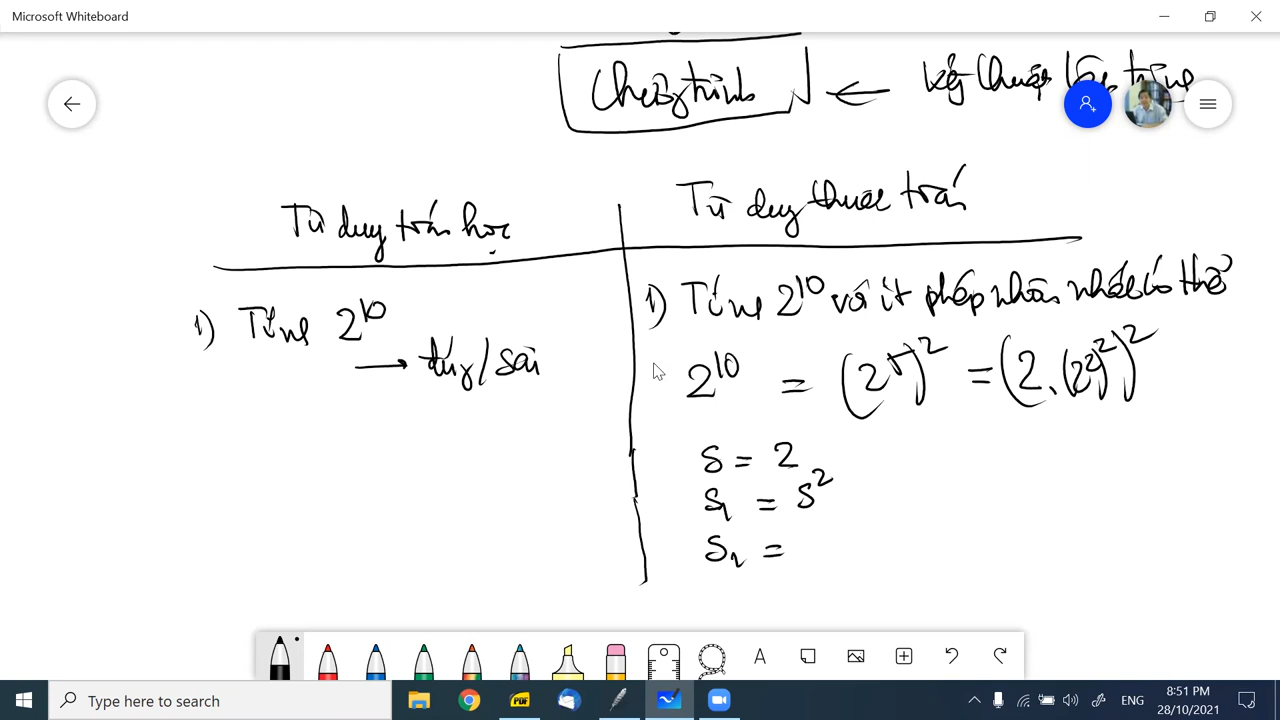 Microsoft Whiteboard
Chương trình ← kỹ thuật lập trình
Tư duy toán học
Tư duy thuật toán
1) Tính 2^10
→ đúng/sai
1) Tính 2^10 với ít phép nhân nhất có thể
2^10 = (2^5)^2 = (2.(2^2)^2)^2
S = 2
S1 = S^2
S2 =
Type here to search
ENG
8:51 PM
28/10/2021